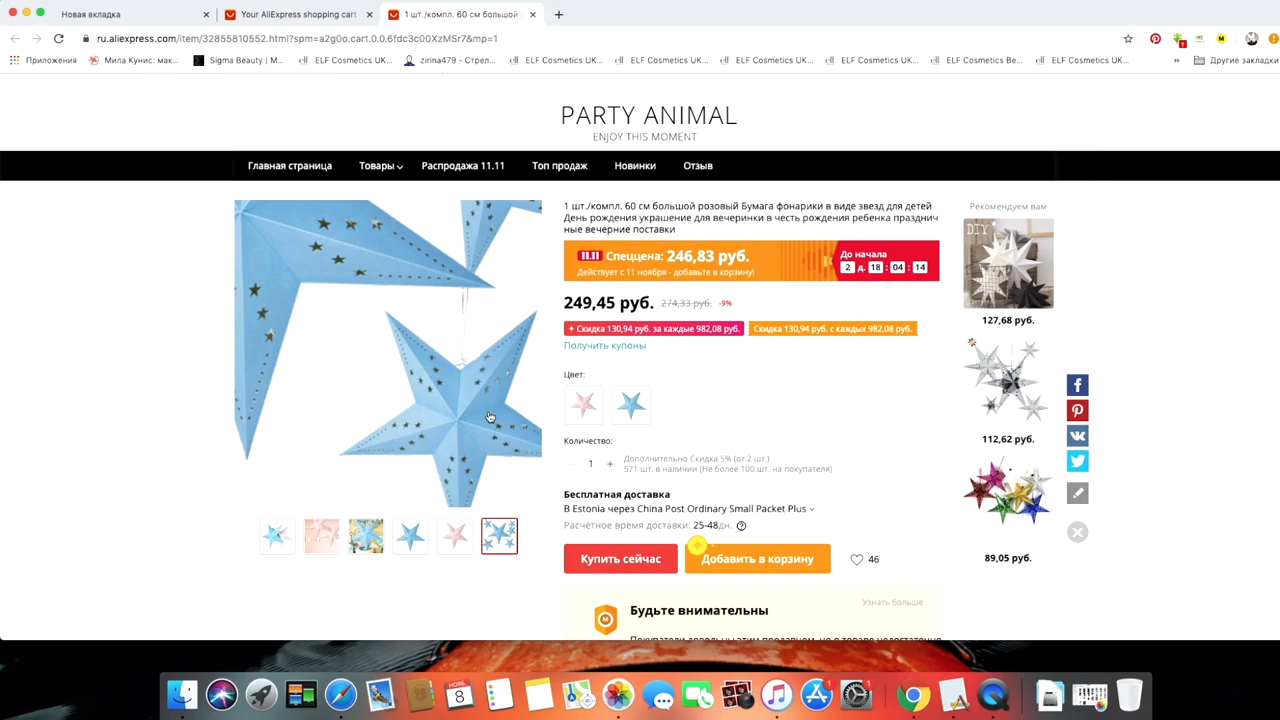 Новая вкладка
Your AliExpress shopping cart
1 шт./компл. 60 см большой
ru.aliexpress.com/item/32855810552.html?spm=a2g0o.cart.0.0.6fdc3c00XzMSr7&mp=1
Приложения
Мила Кунис: мак...
Sigma Beauty | M...
ELF Cosmetics UK...
zirina479 - Стрел...
ELF Cosmetics UK...
ELF Cosmetics UK...
ELF Cosmetics UK...
ELF Cosmetics Be...
ELF Cosmetics UK...
Другие закладки
PARTY ANIMAL
ENJOY THIS MOMENT
Главная страница
Товары
Распродажа 11.11
Топ продаж
Новинки
Отзыв
1 шт./компл. 60 см большой розовый Бумага фонарики в виде звезд для детей
День рождения украшение для вечеринки в честь рождения ребенка празднич
ные вечерние поставки
11.11 Спеццена: 246,83 руб.
Действует с 11 ноября - добавьте в корзину!
До начала
2 д. 18 : 04 : 14
249,45 руб. 274,33 руб. -9%
Скидка 130,94 руб. за каждые 982,08 руб.
Скидка 130,94 руб. с каждых 982,08 руб.
Получить купоны
Цвет:
Количество:
1 +
Дополнительно Скидка 5% (от 2 шт.)
571 шт. в наличии (Не более 100 шт. на покупателя)
Бесплатная доставка
В Estonia через China Post Ordinary Small Packet Plus
Расчётное время доставки: 25-48дн.
Купить сейчас
Добавить в корзину
46
Будьте внимательны
Узнать больше
Покупатели довольны этим продавцом, но о товаре недостаточно
Рекомендуем вам
DIY
127,68 руб.
112,62 руб.
89,05 руб.